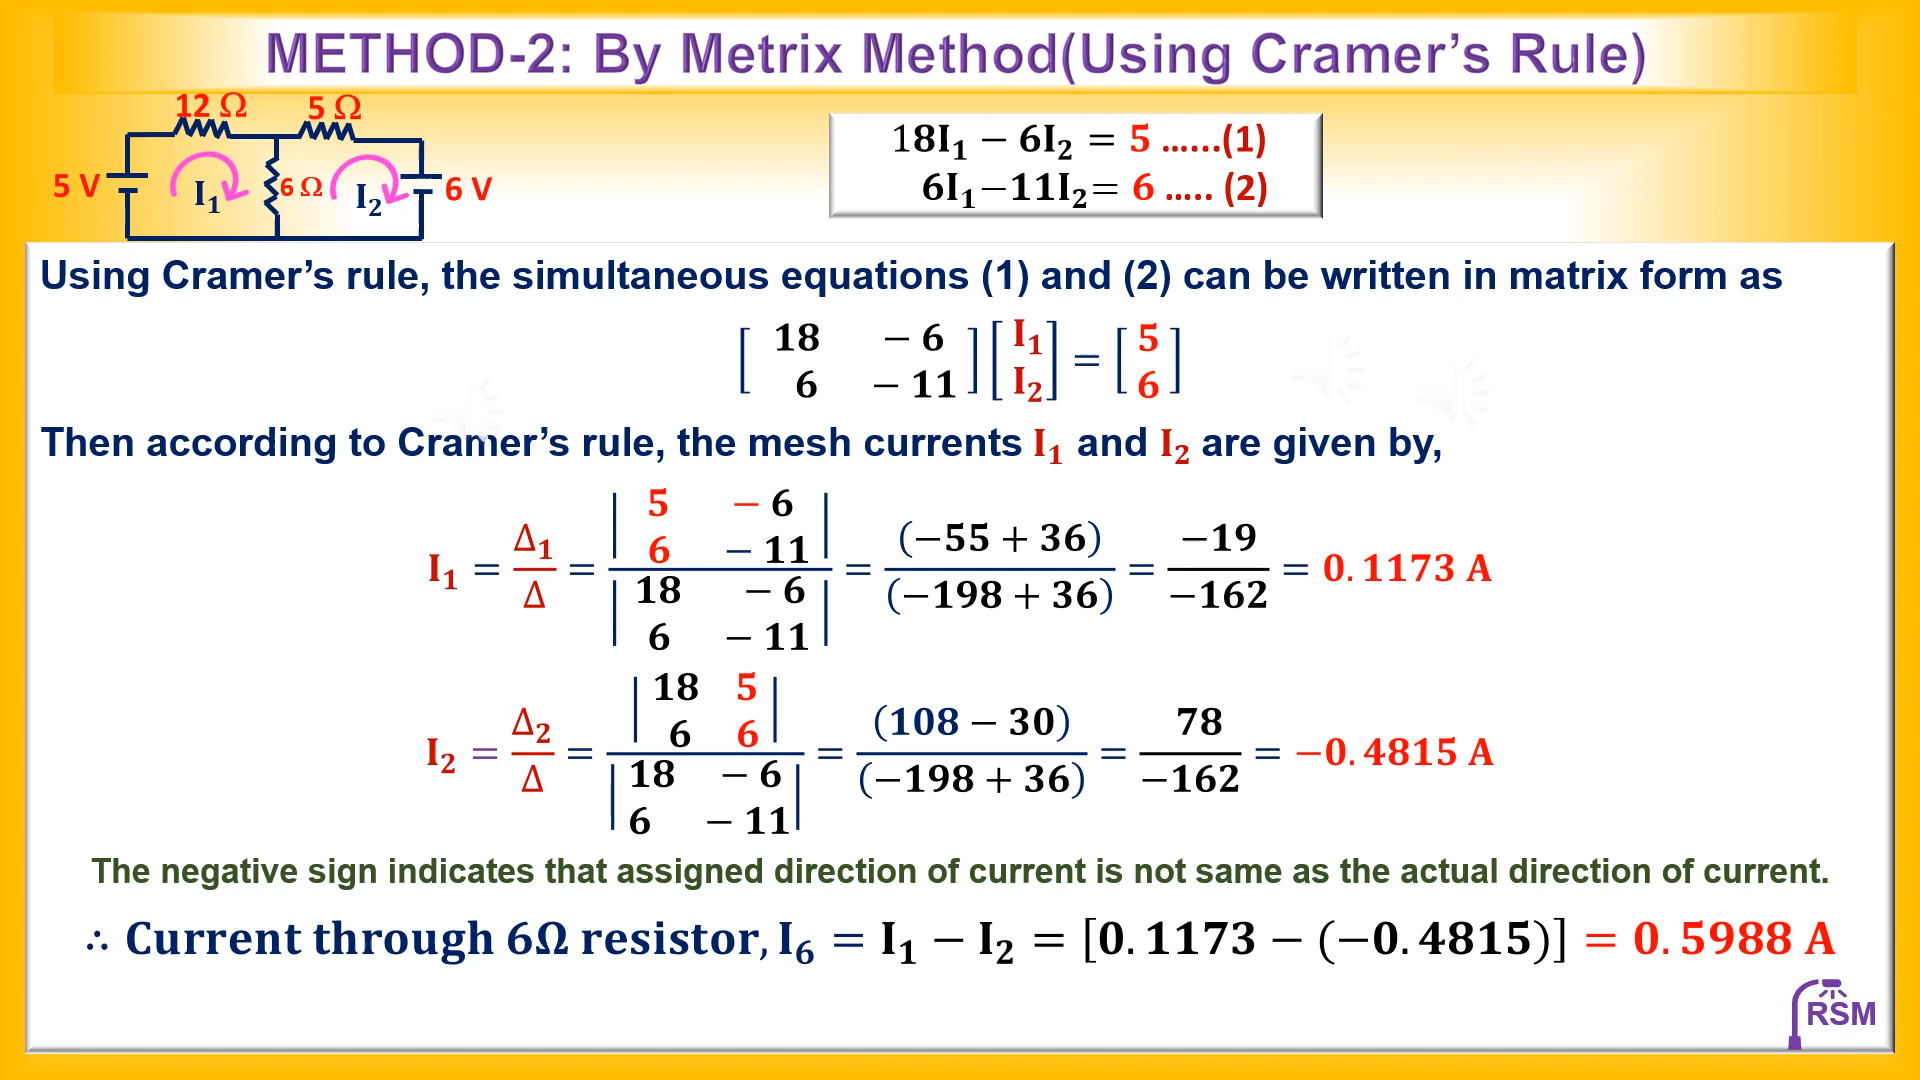 METHOD-2: By Metrix Method(Using Cramer's Rule)
12 Ω 5 Ω
5 V I₁ 6 Ω I₂ 6 V
18I₁ − 6I₂ = 5 ......(1)
6I₁−11I₂= 6 ..... (2)
Using Cramer's rule, the simultaneous equations (1) and (2) can be written in matrix form as
[ 18 − 6 ] [ I₁ ] = [ 5 ]
[ 6 − 11 ] [ I₂ ] [ 6 ]
Then according to Cramer's rule, the mesh currents I₁ and I₂ are given by,
I₁ = Δ₁/Δ = | 5 − 6 |
| 6 − 11 |
/ | 18 − 6 |
| 6 − 11 | = (−55 + 36)/(−198 + 36) = −19/−162 = 0.1173 A
I₂ = Δ₂/Δ = | 18 5 |
| 6 6 |
/ | 18 − 6 |
| 6 − 11 | = (108 − 30)/(−198 + 36) = 78/−162 = −0.4815 A
The negative sign indicates that assigned direction of current is not same as the actual direction of current.
∴ Current through 6Ω resistor, I₆ = I₁ − I₂ = [0.1173 − (−0.4815)] = 0.5988 A
RSM